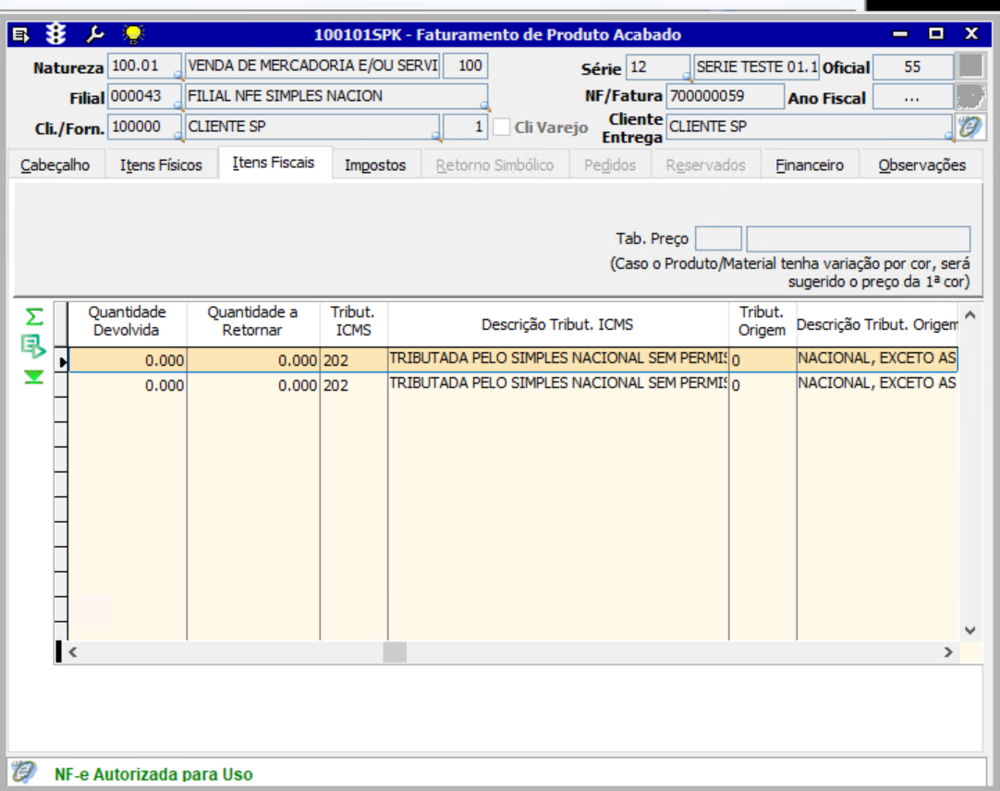 100101SPK - Faturamento de Produto Acabado
Natureza 100.01 VENDA DE MERCADORIA E/OU SERVI 100 Série 12 SERIE TESTE 01.1 Oficial 55
Filial 000043 FILIAL NFE SIMPLES NACION NF/Fatura 700000059 Ano Fiscal ...
Cli./Forn. 100000 CLIENTE SP 1 Cli Varejo Cliente Entrega CLIENTE SP
Cabeçalho Itens Físicos Itens Fiscais Impostos Retorno Simbólico Pedidos Reservados Financeiro Observações
Tab. Preço
(Caso o Produto/Material tenha variação por cor, será
sugerido o preço da 1ª cor)
Quantidade Devolvida Quantidade a Retornar Tribut. ICMS Descrição Tribut. ICMS Tribut. Origem Descrição Tribut. Origem
0.000 0.000 202 TRIBUTADA PELO SIMPLES NACIONAL SEM PERMIS 0 NACIONAL, EXCETO AS
0.000 0.000 202 TRIBUTADA PELO SIMPLES NACIONAL SEM PERMIS 0 NACIONAL, EXCETO AS
NF-e Autorizada para Uso